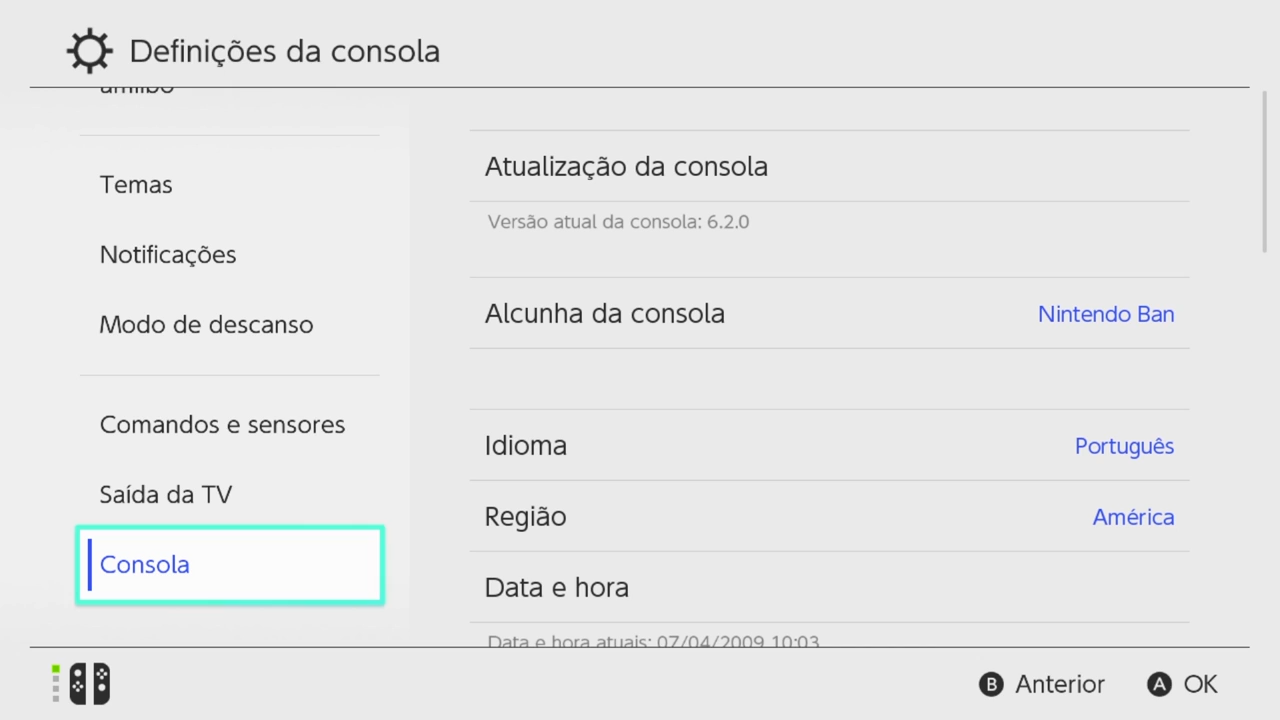 Definições da consola
amiibo
Temas
Notificações
Modo de descanso
Comandos e sensores
Saída da TV
Consola
Atualização da consola
Versão atual da consola: 6.2.0
Alcunha da consola
Nintendo Ban
Idioma
Português
Região
América
Data e hora
Data e hora atuais: 07/04/2009 10:03
B Anterior
A OK